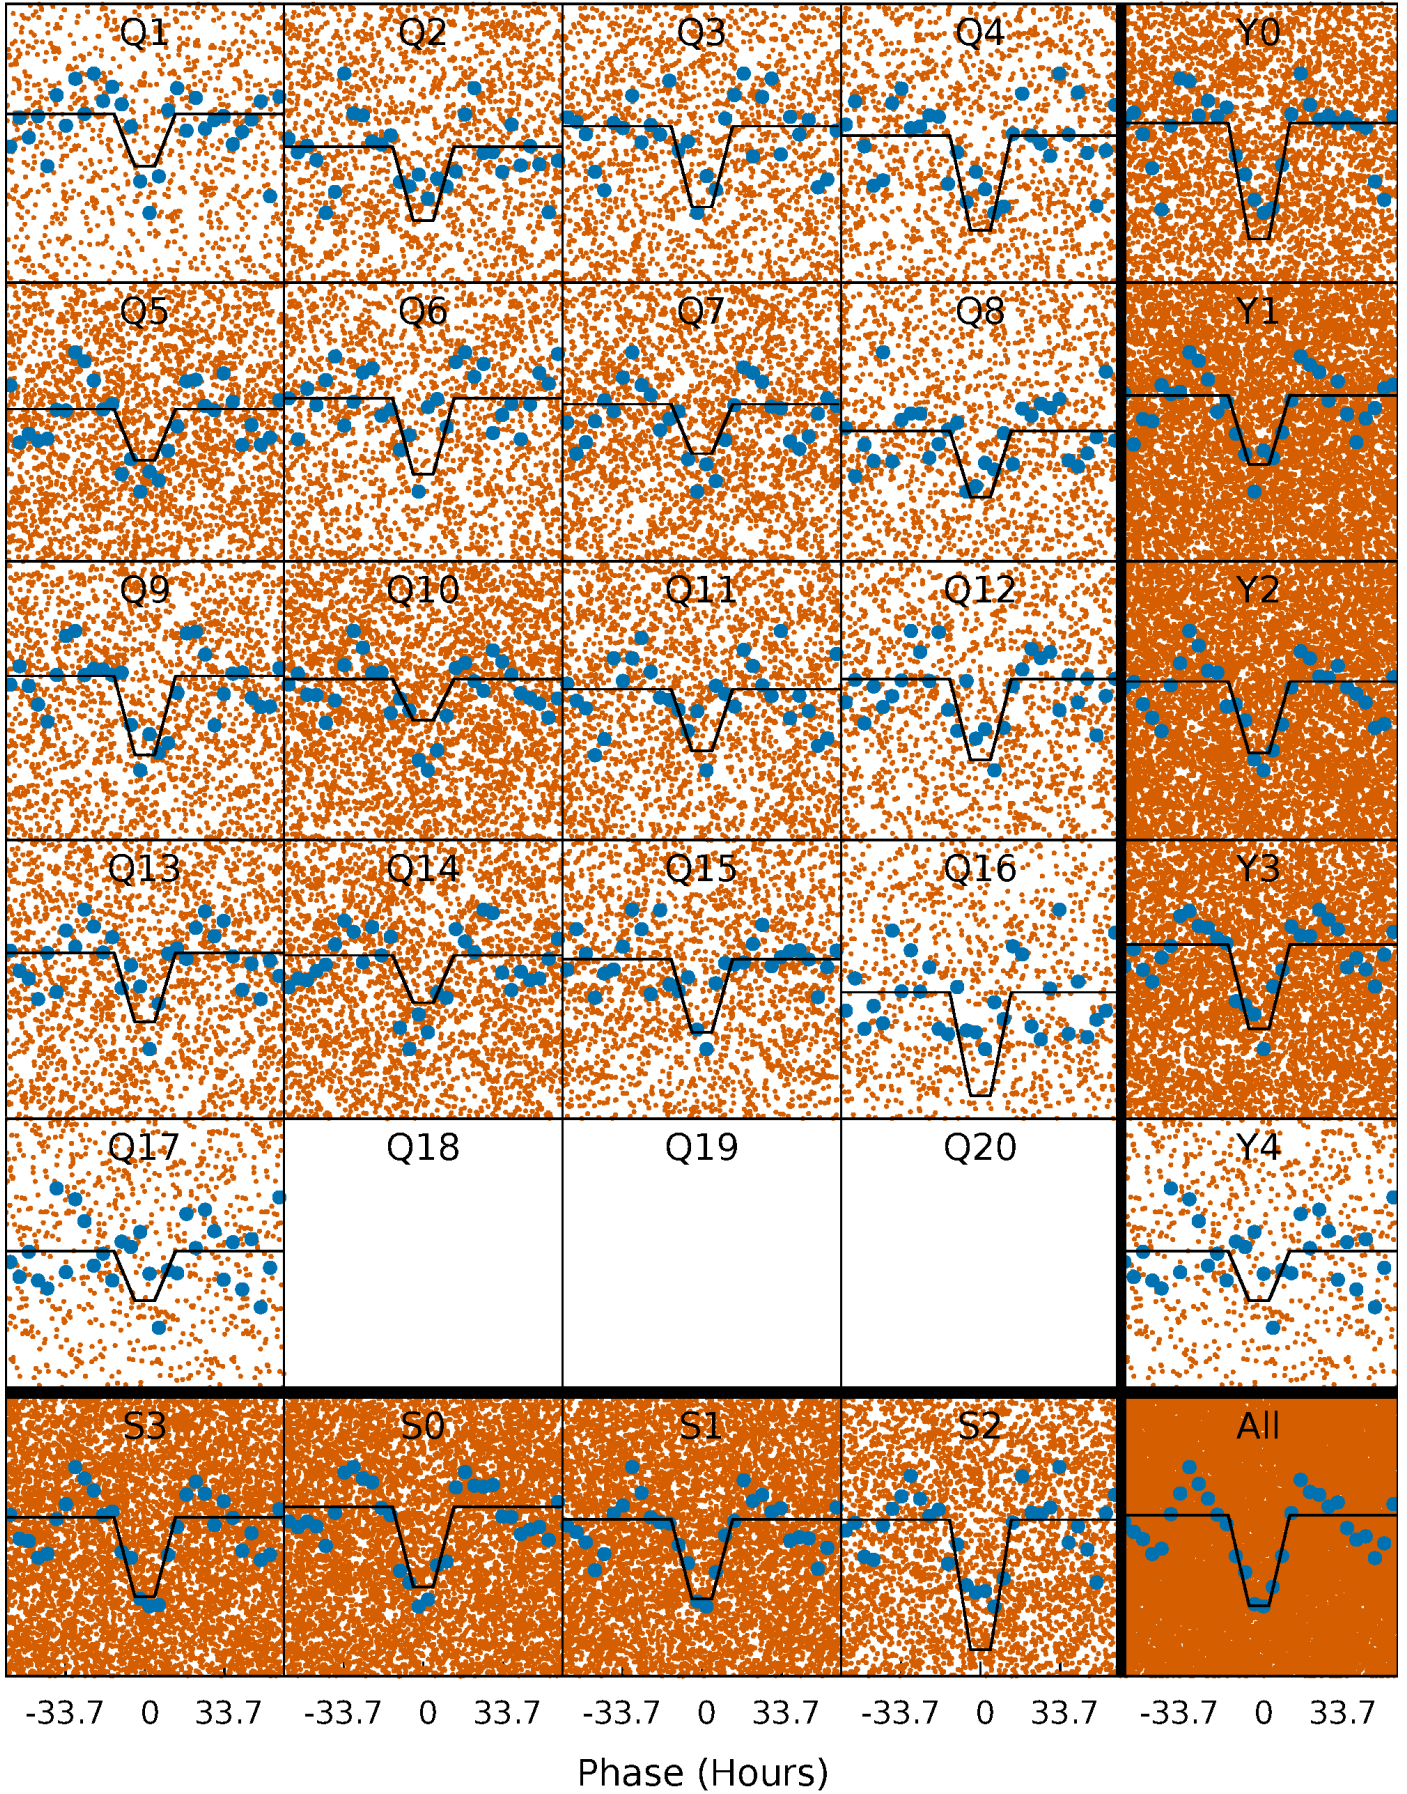 Q1 Q2 Q3 Q4 Y0
Q5 Q6 Q7 Q8 Y1
Q9 Q10 Q11 Q12 Y2
Q13 Q14 Q15 Q16 Y3
Q17 Q18 Q19 Q20 Y4
S3 S0 S1 S2 All
-33.7 0 33.7 -33.7 0 33.7 -33.7 0 33.7 -33.7 0 33.7 -33.7 0 33.7
Phase (Hours)